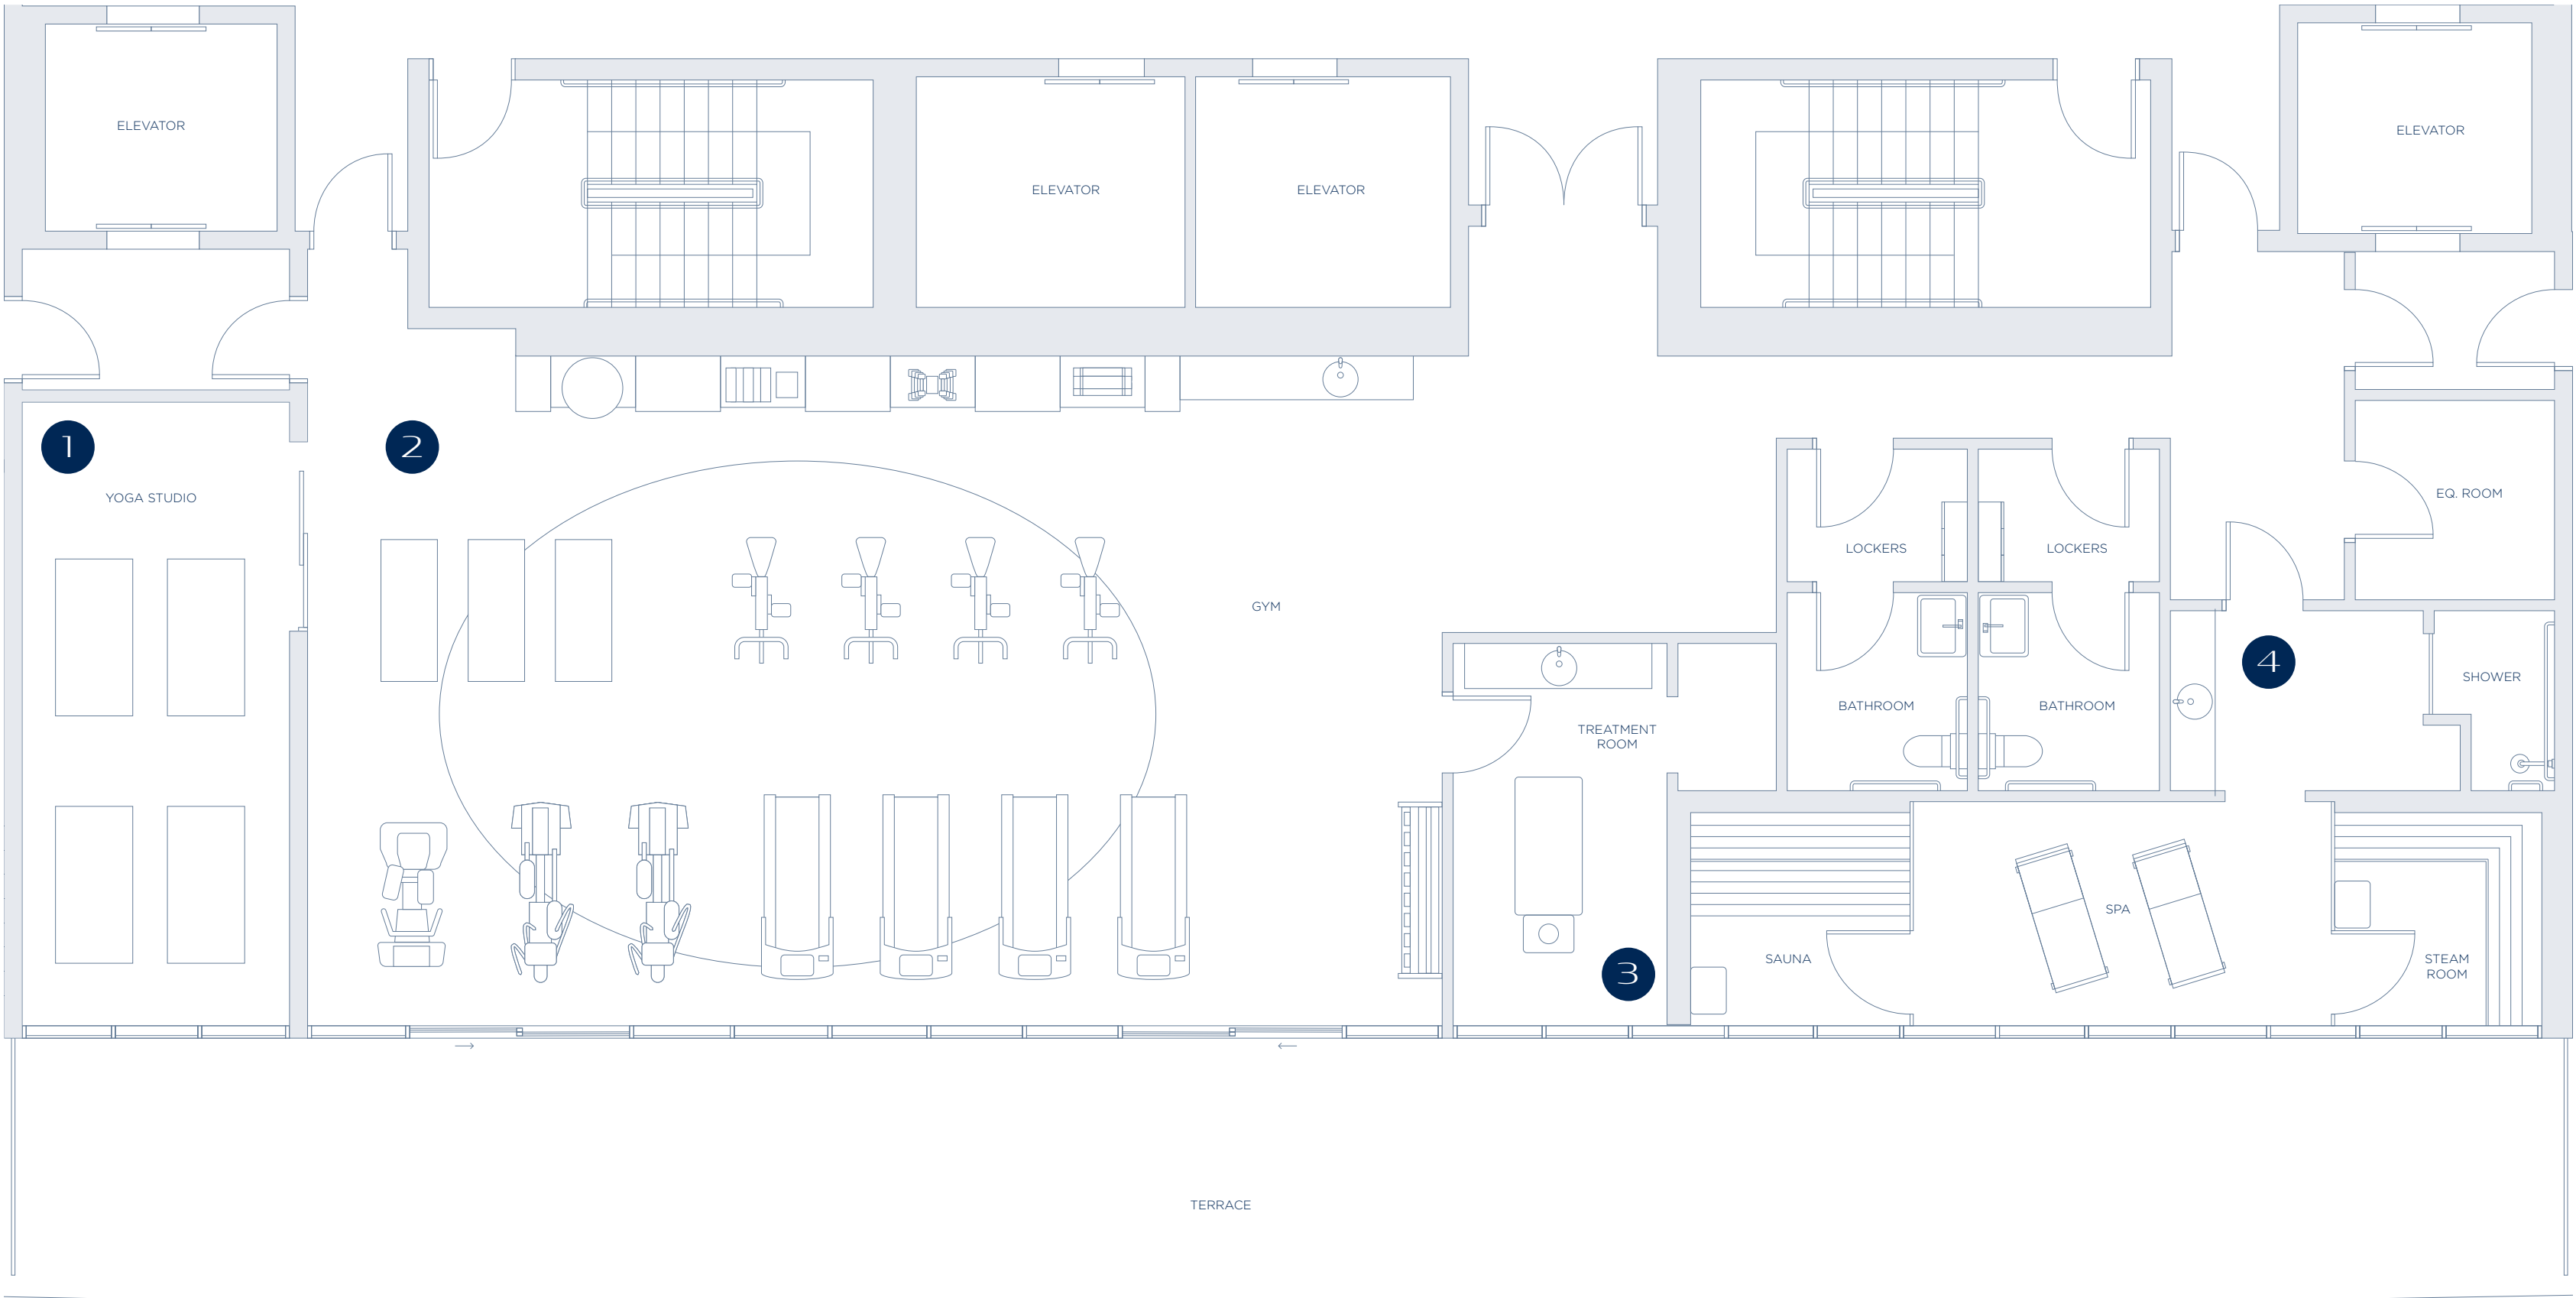 ELEVATOR
ELEVATOR
ELEVATOR
ELEVATOR
1
2
YOGA STUDIO
EQ. ROOM
LOCKERS
LOCKERS
GYM
4
SHOWER
BATHROOM
BATHROOM
TREATMENT
ROOM
SPA
SAUNA
STEAM
ROOM
3
TERRACE